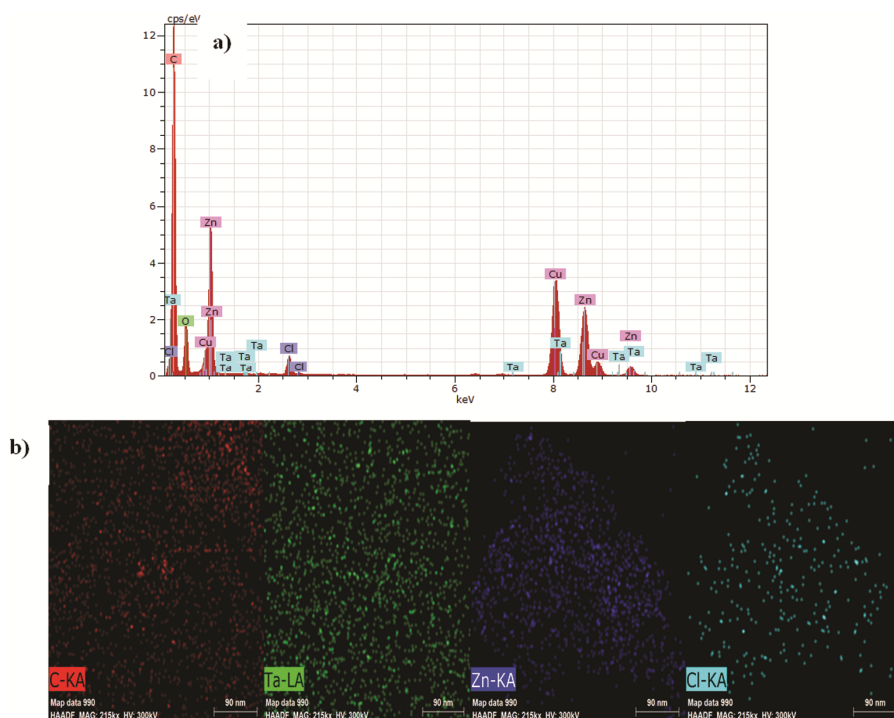 cps/eV
a)
12
10
8
6
4
2
0
C
Ta
Cl
O
Zn
Zn
Cu
Ta
Ta
Ta
Ta
Ta
Cl
Cl
Ta
Cu
Ta
Zn
Cu
Zn
Ta
Ta
Ta
Ta
2
4
6
8
10
12
keV
b)
C-KA
Map data 990
90 nm
HAADF MAG: 215kx HV: 300kV
Ta-LA
Map data 990
90 nm
HAADF MAG: 215kx HV: 300kV
Zn-KA
Map data 990
90 nm
HAADF MAG: 215kx HV: 300kV
Cl-KA
Map data 990
90 nm
HAADF MAG: 215kx HV: 300kV